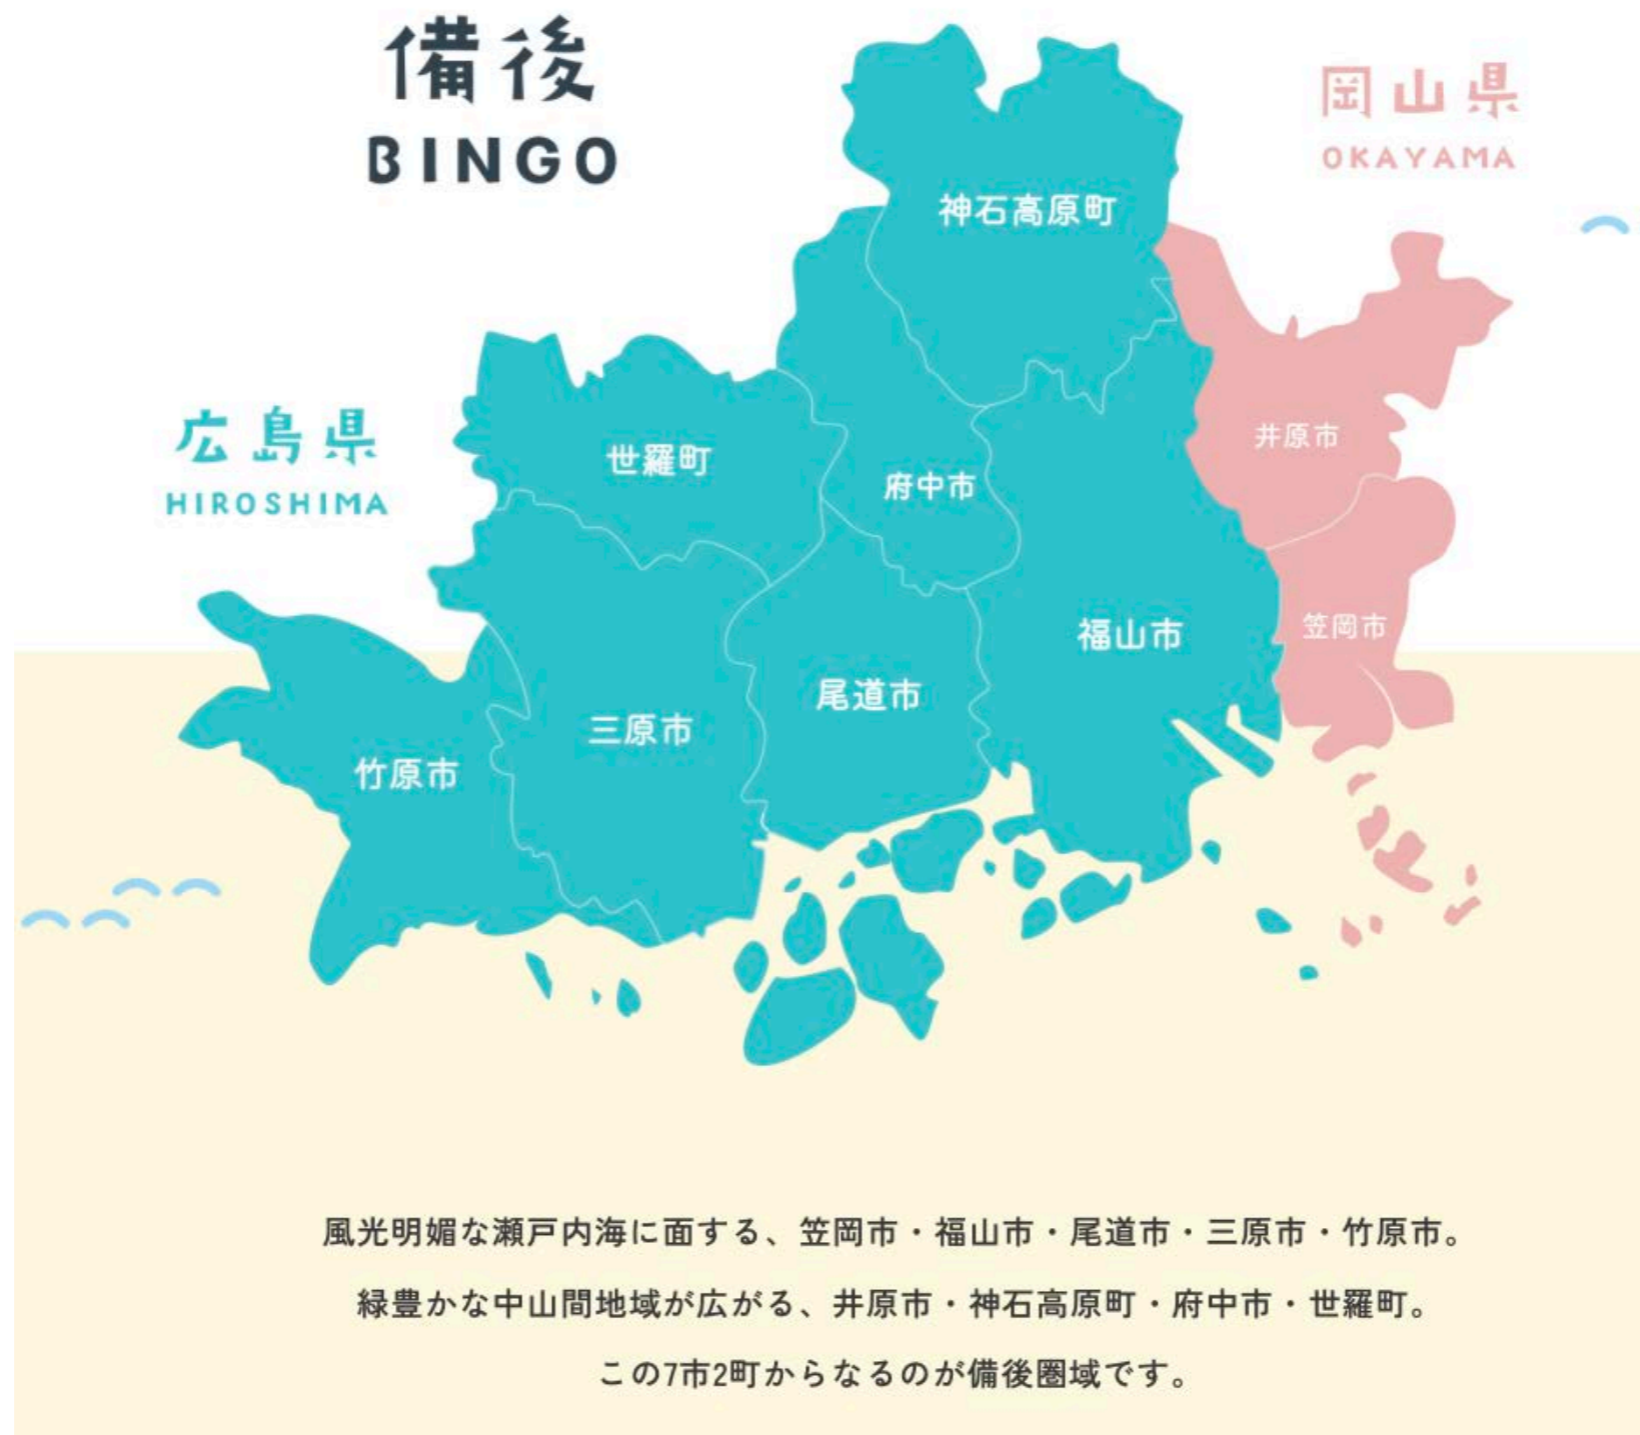 備後
BINGO
岡山県
OKAYAMA
神石高原町
広島県
HIROSHIMA
世羅町
府中市
井原市
福山市
笠岡市
尾道市
三原市
竹原市
風光明媚な瀬戸内海に面する、笠岡市・福山市・尾道市・三原市・竹原市。
緑豊かな中山間地域が広がる、井原市・神石高原町・府中市・世羅町。
この7市2町からなるのが備後圏域です。